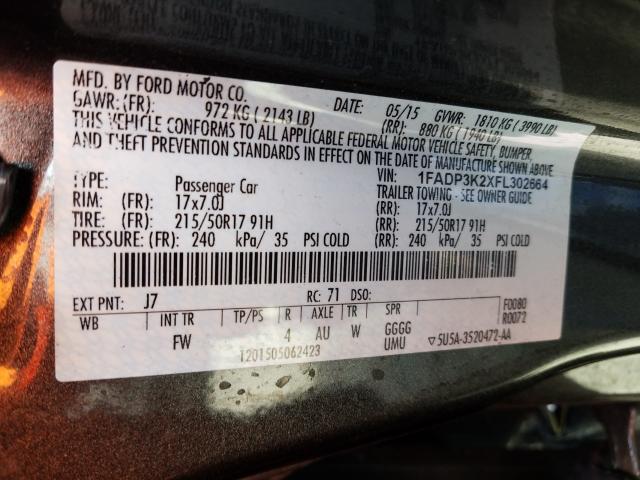 MFD. BY FORD MOTOR CO.
DATE: 05/15 GVWR: 1810 KG ( 3990 LB)
GAWR: (FR): 972 KG ( 2143 LB) (RR): 880 KG ( 1940 LB)
THIS VEHICLE CONFORMS TO ALL APPLICABLE FEDERAL MOTOR VEHICLE SAFETY, BUMPER,
AND THEFT PREVENTION STANDARDS IN EFFECT ON THE DATE OF MANUFACTURE SHOWN ABOVE.
VIN: 1FADP3K2XFL302664
TYPE: Passenger Car TRAILER TOWING - SEE OWNER GUIDE
RIM: (FR): 17x7.0J (RR): 17x7.0J
TIRE: (FR): 215/50R17 91H (RR): 215/50R17 91H
PRESSURE: (FR): 240 kPa/ 35 PSI COLD (RR): 240 kPa/ 35 PSI COLD
EXT PNT: J7 RC: 71 DSO:
WB INT TR TP/PS R AXLE TR SPR F0080
R0072
FW 4 AU W GGGG
UMU
T201505062423
5U5A-3520472-AA